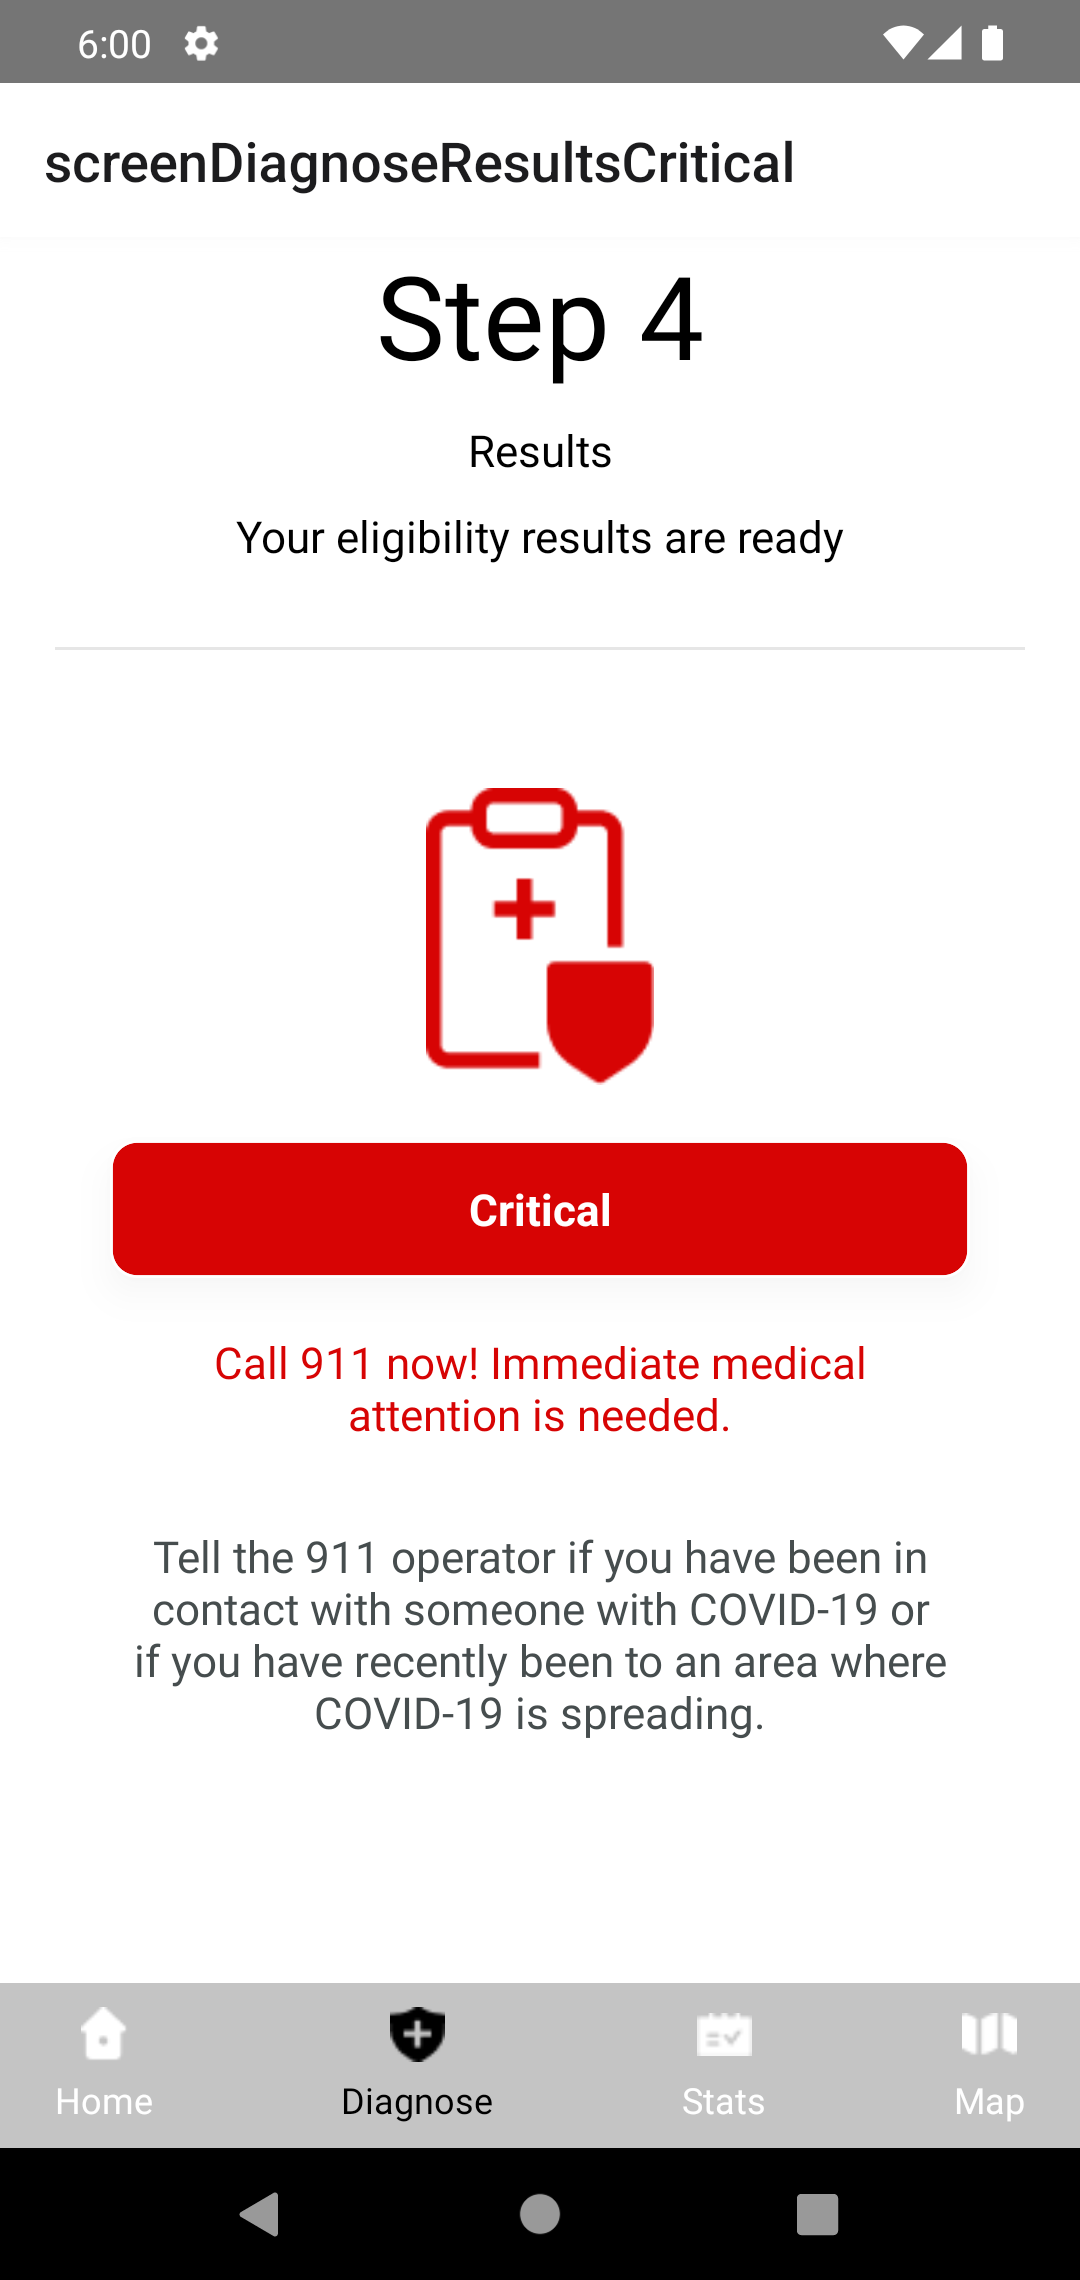 6:00
screenDiagnoseResultsCritical
Step 4
Results
Your eligibility results are ready
Critical
Call 911 now! Immediate medical
attention is needed.
Tell the 911 operator if you have been in
contact with someone with COVID-19 or
if you have recently been to an area where
COVID-19 is spreading.
Home Diagnose Stats Map